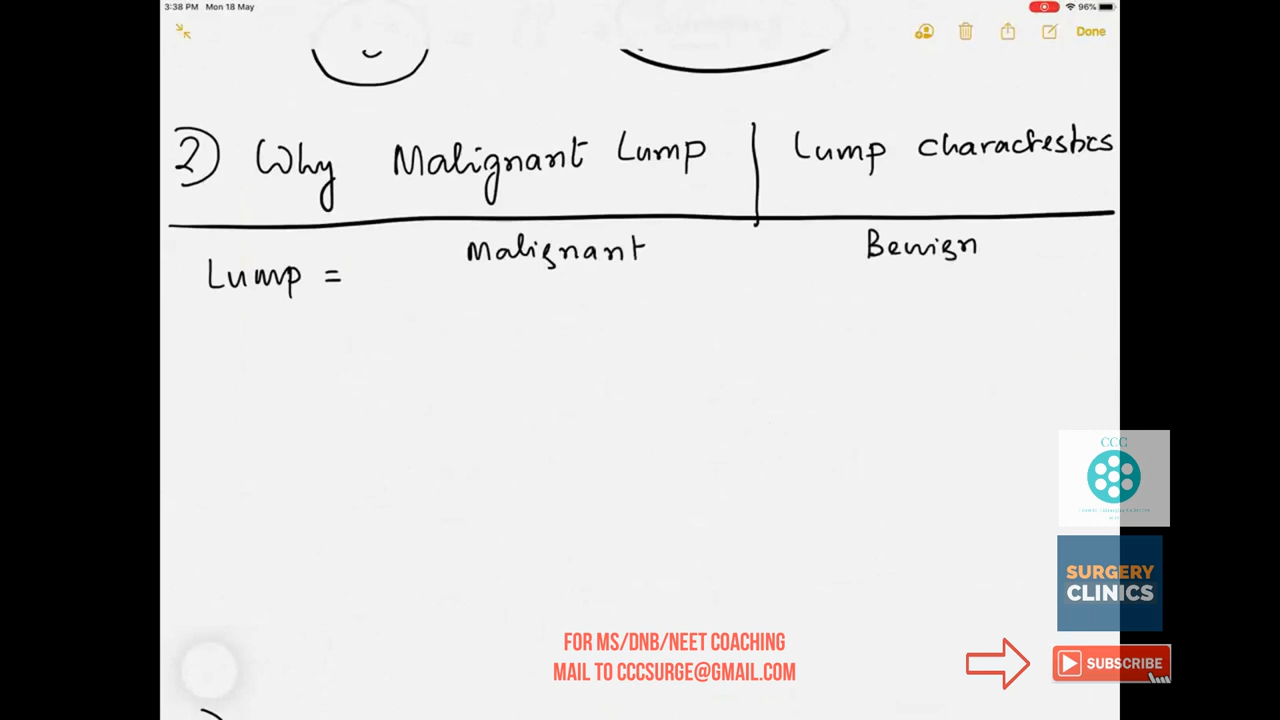 3:38 PM Mon 18 May
96%
Done
2) Why Malignant Lump | Lump characterstics
Malignant Benign
Lump =
CCC
SURGERY
CLINICS
FOR MS/DNB/NEET COACHING
MAIL TO CCCSURGE@GMAIL.COM
SUBSCRIBE